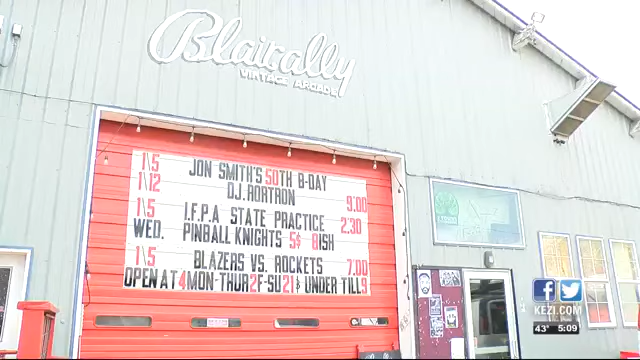 Blairally
VINTAGE ARCADE
1\5 JON SMITH'S 50TH B-DAY
1\12 D.J. RORTRON 9:00
1\5 I.F.P.A STATE PRACTICE 2.30
WED. PINBALL KNIGHTS 5$ 8ISH
1\5 BLAZERS VS. ROCKETS 7:00
OPEN AT 4MON-THUR2F-SU21& UNDER TILL9
KEZI.COM
43° 5:09